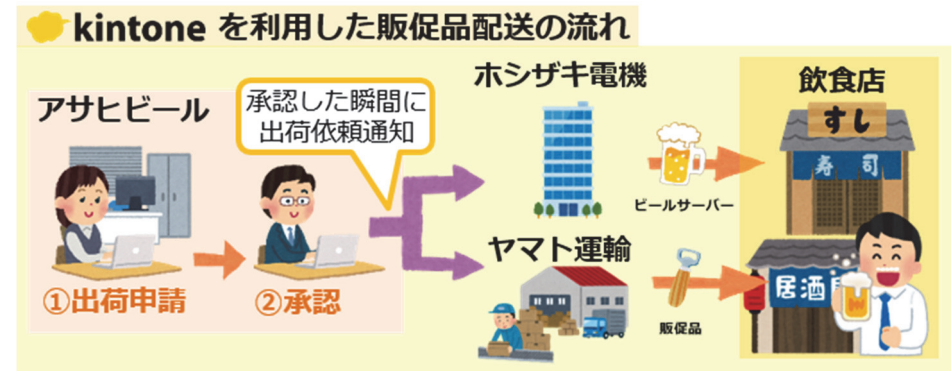 kintone を利用した販促品配送の流れ
アサヒビール
承認した瞬間に
出荷依頼通知
①出荷申請
②承認
ホシザキ電機
ビールサーバー
ヤマト運輸
販促品
飲食店
すし
寿司
居酒